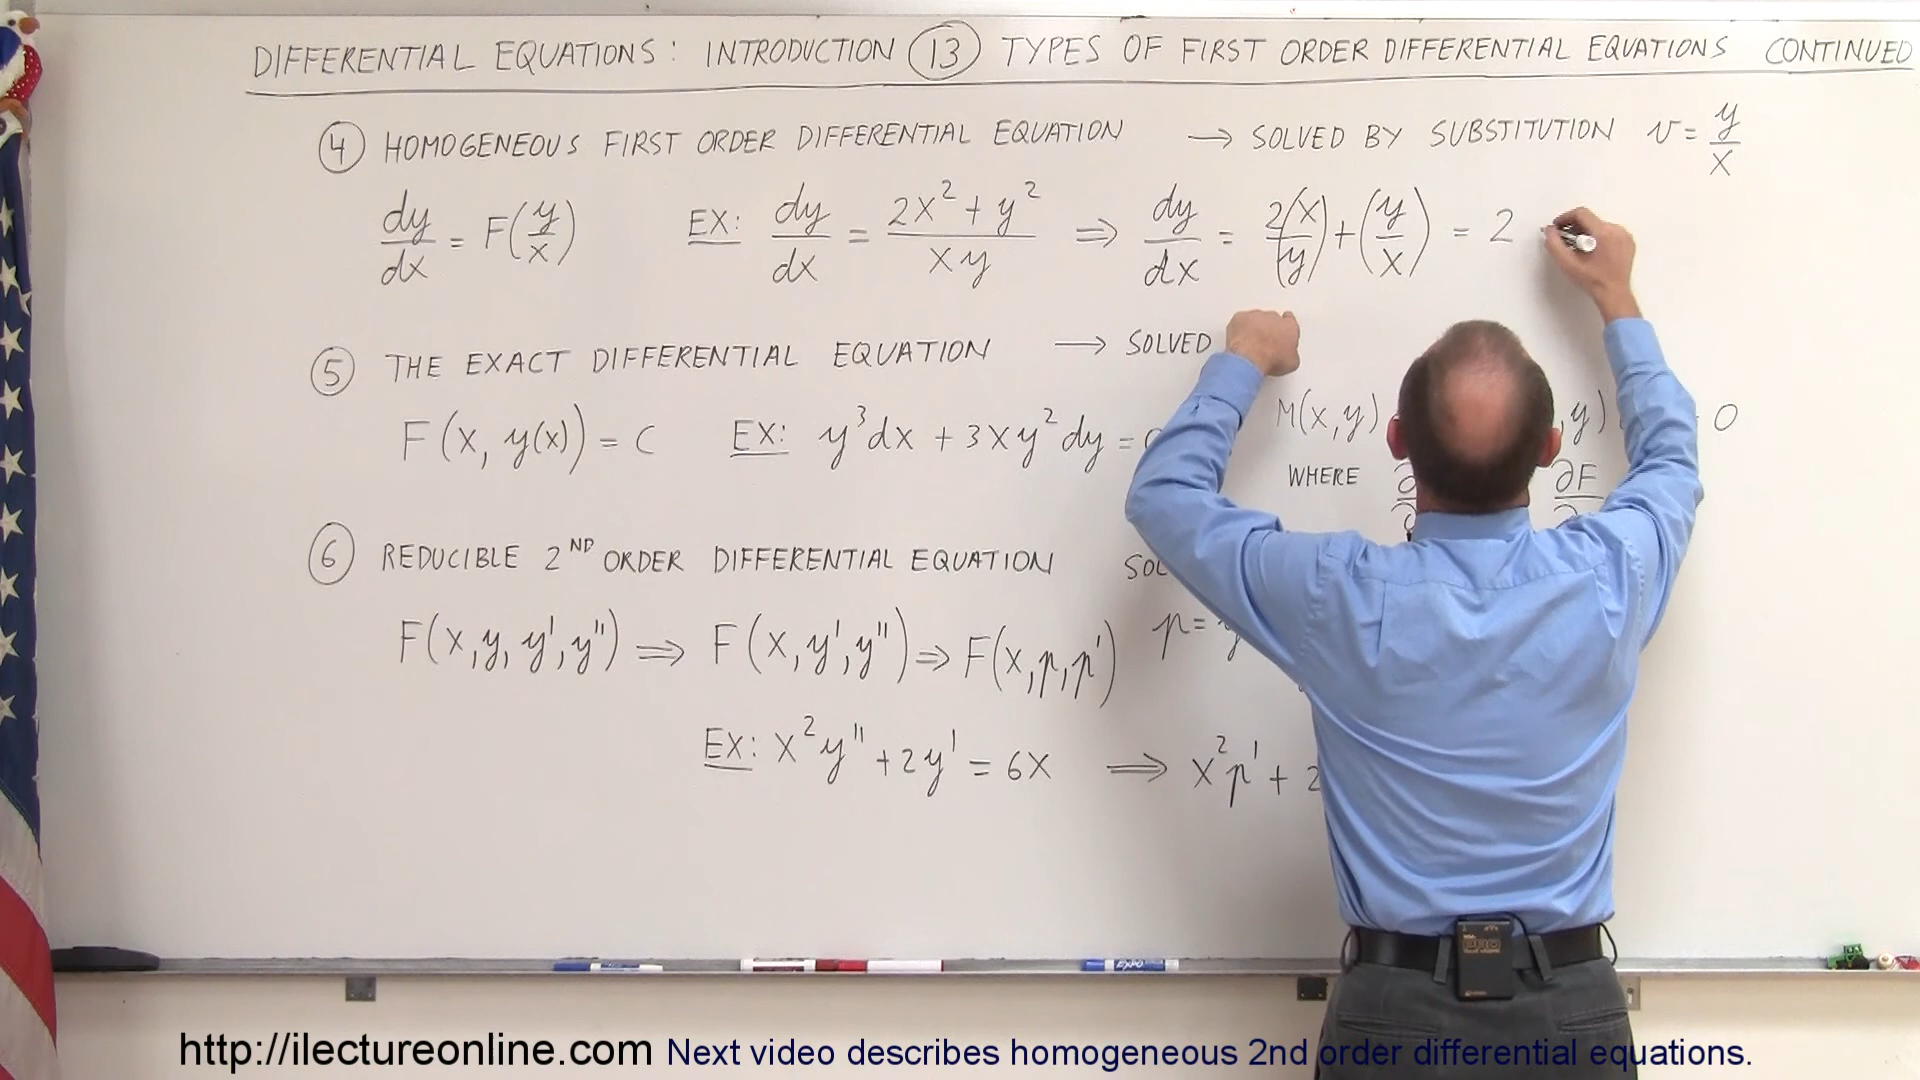 DIFFERENTIAL EQUATIONS: INTRODUCTION 13 TYPES OF FIRST ORDER DIFFERENTIAL EQUATIONS CONTINUED
4 HOMOGENEOUS FIRST ORDER DIFFERENTIAL EQUATION → SOLVED BY SUBSTITUTION v = y/x
dy/dx = F(y/x) EX: dy/dx = 2x² + y² / xy ⇒ dy/dx = 2(x/y) + (y/x) = 2
5 THE EXACT DIFFERENTIAL EQUATION → SOLVED
F(x, y(x)) = C EX: y³dx + 3xy²dy = M(x,y) ,y) 0
WHERE ∂F
6 REDUCIBLE 2ND ORDER DIFFERENTIAL EQUATION
F(x,y,y',y'') ⇒ F(x,y',y'') ⇒ F(x,p,p') p =
EX: x²y'' + 2y' = 6x ⇒ x²p' + 2
EXPO
http://ilectureonline.com Next video describes homogeneous 2nd order differential equations.